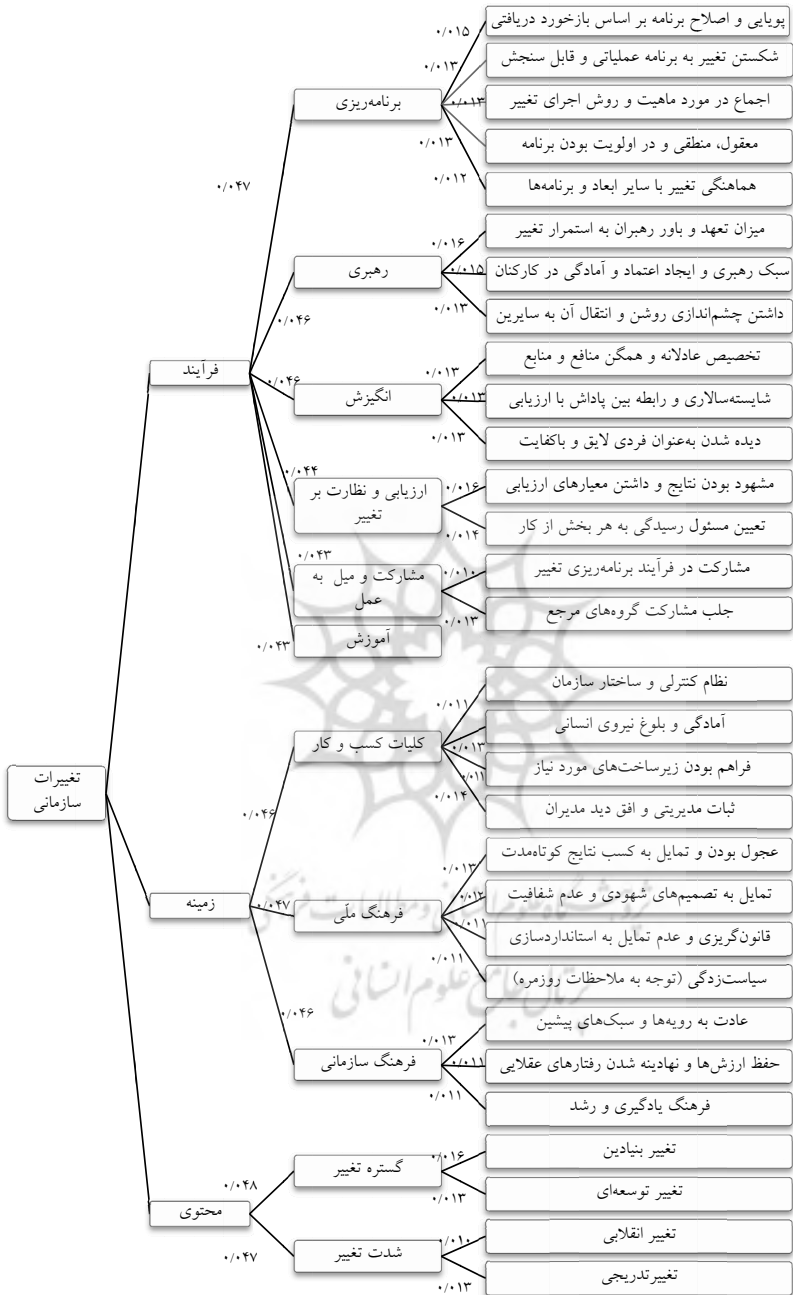 پویایی و اصلاح برنامه بر اساس بازخورد دریافتی
۰/۰۱۵
شکستن تغییر به برنامه عملیاتی و قابل سنجش
۰/۰۱۳
برنامه‌ریزی
اجماع در مورد ماهیت و روش اجرای تغییر
۰/۰۱۳
معقول، منطقی و در اولویت بودن برنامه
۰/۰۱۳
هماهنگی تغییر با سایر ابعاد و برنامه‌ها
۰/۰۱۲
۰/۰۴۷
میزان تعهد و باور رهبران به استمرار تغییر
۰/۰۱۶
رهبری
سبک رهبری و ایجاد اعتماد و آمادگی در کارکنان
۰/۰۱۵
داشتن چشم‌اندازی روشن و انتقال آن به سایرین
۰/۰۱۳
۰/۰۴۶
فرآیند
تخصیص عادلانه و همگن منافع و منابع
۰/۰۱۳
۰/۰۴۶
انگیزش
شایسته‌سالاری و رابطه بین پاداش با ارزیابی
۰/۰۱۳
دیده شدن به‌عنوان فردی لایق و باکفایت
۰/۰۱۳
۰/۰۴۴
ارزیابی و نظارت بر
تغییر
مشهود بودن نتایج و داشتن معیارهای ارزیابی
۰/۰۱۶
تعیین مسئول رسیدگی به هر بخش از کار
۰/۰۱۴
۰/۰۴۳
مشارکت و میل به
عمل
مشارکت در فرآیند برنامه‌ریزی تغییر
۰/۰۱۰
جلب مشارکت گروه‌های مرجع
۰/۰۱۳
آموزش
۰/۰۴۳
نظام کنترلی و ساختار سازمان
۰/۰۱۱
کلیات کسب و کار
آمادگی و بلوغ نیروی انسانی
۰/۰۱۳
فراهم بودن زیرساخت‌های مورد نیاز
۰/۰۱۱
ثبات مدیریتی و افق دید مدیران
۰/۰۱۴
تغییرات
سازمانی
۰/۰۴۶
عجول بودن و تمایل به کسب نتایج کوتاه‌مدت
۰/۰۱۳
زمینه
۰/۰۴۷
فرهنگ ملّی
تمایل به تصمیم‌های شهودی و عدم شفافیت
۰/۰۱۲
قانون‌گریزی و عدم تمایل به استانداردسازی
۰/۰۱۱
سیاست‌زدگی (توجه به ملاحظات روزمره)
۰/۰۱۱
پژوهشگاه علوم انسانی و مطالعات فرهنگی
پرتال جامع علوم انسانی
۰/۰۴۶
عادت به رویه‌ها و سبک‌های پیشین
۰/۰۱۳
فرهنگ سازمانی
حفظ ارزش‌ها و نهادینه شدن رفتارهای عقلایی
۰/۰۱۱
فرهنگ یادگیری و رشد
۰/۰۱۱
تغییر بنیادین
۰/۰۱۶
گستره تغییر
۰/۰۴۸
تغییر توسعه‌ای
۰/۰۱۳
محتوی
تغییر انقلابی
۰/۰۱۰
شدت تغییر
۰/۰۴۷
تغییرتدریجی
۰/۰۱۳